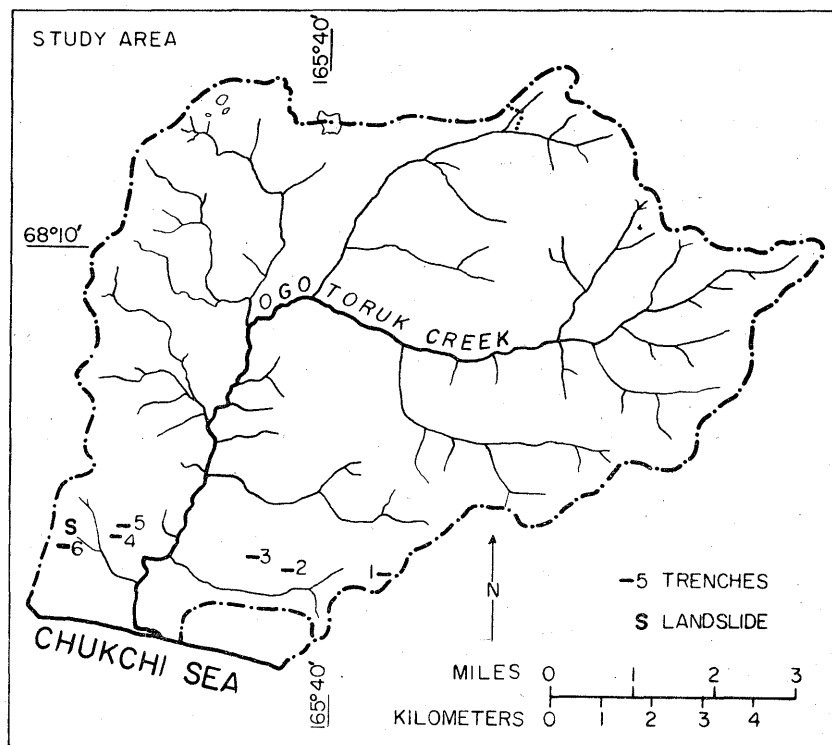 STUDY AREA
165°40'
68°10'
OGOTORUK CREEK
5
S
6
4
3
2
1
N
-5 TRENCHES
S LANDSLIDE
CHUKCHI SEA
165°40'
MILES 0 1 2 3
KILOMETERS 0 1 2 3 4